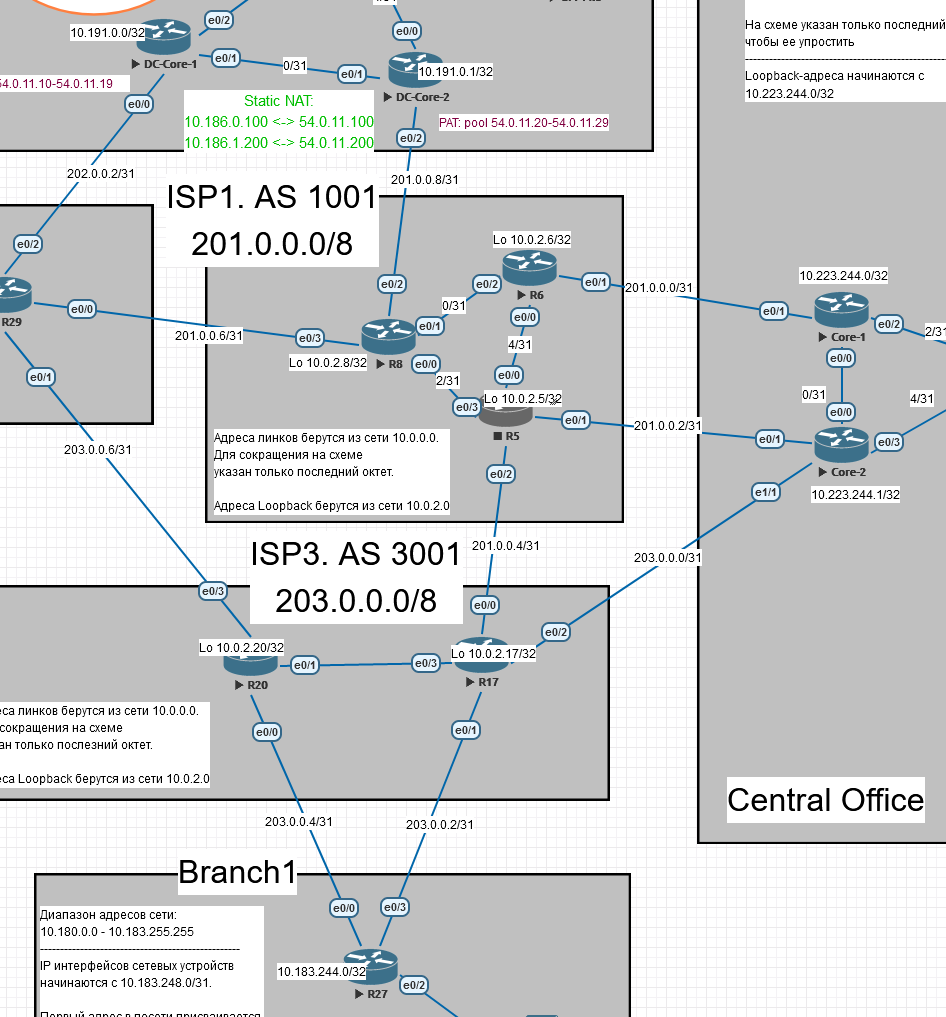 e0/2
e0/0
10.191.0.0/32
DC-Core-1
e0/1
0/31
e0/1
10.191.0.1/32
DC-Core-2
54.0.11.10-54.0.11.19
e0/0
Static NAT:
10.186.0.100 <-> 54.0.11.100
10.186.1.200 <-> 54.0.11.200
PAT: pool 54.0.11.20-54.0.11.29
e0/2
202.0.0.2/31
201.0.0.8/31
На схеме указан только последний
чтобы ее упростить
Loopback-адреса начинаются с
10.223.244.0/32
ISP1. AS 1001
201.0.0.0/8
e0/2
R29
e0/0
e0/1
201.0.0.6/31
e0/3
Lo 10.0.2.8/32
e0/2
R8
e0/1
0/31
e0/2
Lo 10.0.2.6/32
R6
e0/1
e0/0
4/31
e0/0
e0/0
2/31
e0/3
Lo 10.0.2.5/32
R5
e0/1
e0/2
201.0.0.0/31
201.0.0.2/31
10.223.244.0/32
e0/1
Core-1
e0/2
2/31
e0/0
0/31
4/31
e0/0
e0/1
Core-2
e0/3
e1/1
10.223.244.1/32
Адреса линков берутся из сети 10.0.0.0.
Для сокращения на схеме
указан только последний октет.
Адреса Loopback берутся из сети 10.0.2.0
203.0.0.6/31
ISP3. AS 3001
203.0.0.0/8
201.0.0.4/31
203.0.0.0/31
e0/3
e0/0
e0/2
Lo 10.0.2.20/32
R20
e0/1
e0/3
Lo 10.0.2.17/32
R17
e0/0
e0/1
еса линков берутся из сети 10.0.0.0.
сокращения на схеме
ан только послезний октет.
еса Loopback берутся из сети 10.0.2.0
203.0.0.4/31
203.0.0.2/31
Central Office
Branch1
Диапазон адресов сети:
10.180.0.0 - 10.183.255.255
IP интерфейсов сетевых устройств
начинаются с 10.183.248.0/31.
Первый адрес в посети присваивается
e0/0
e0/3
10.183.244.0/32
R27
e0/2